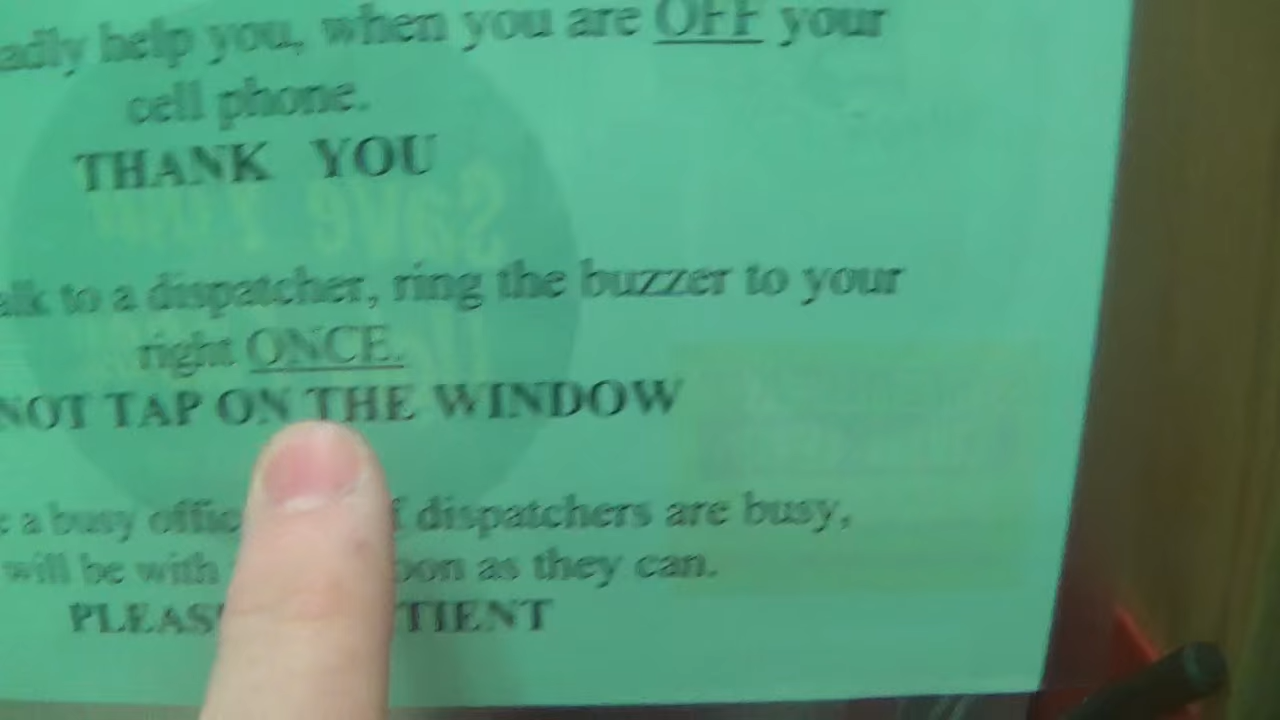 adly help you, when you are OFF your
cell phone.
THANK YOU
Save
alk to a dispatcher, ring the buzzer to your
right ONCE.
NOT TAP ON THE WINDOW
a busy offic f dispatchers are busy,
will be with oon as they can.
PLEAS TIENT